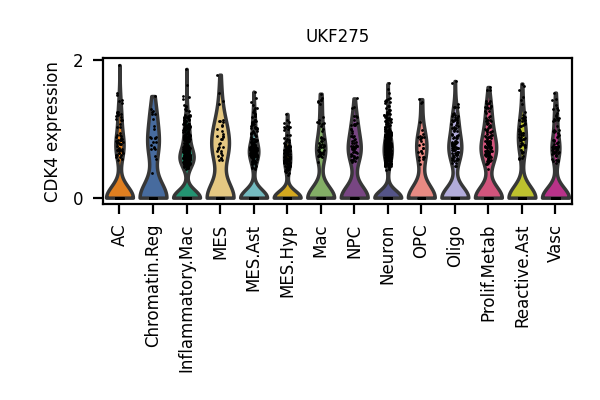 UKF275
CDK4 expression
2
0
AC
Chromatin.Reg
Inflammatory.Mac
MES
MES.Ast
MES.Hyp
Mac
NPC
Neuron
OPC
Oligo
Prolif.Metab
Reactive.Ast
Vasc